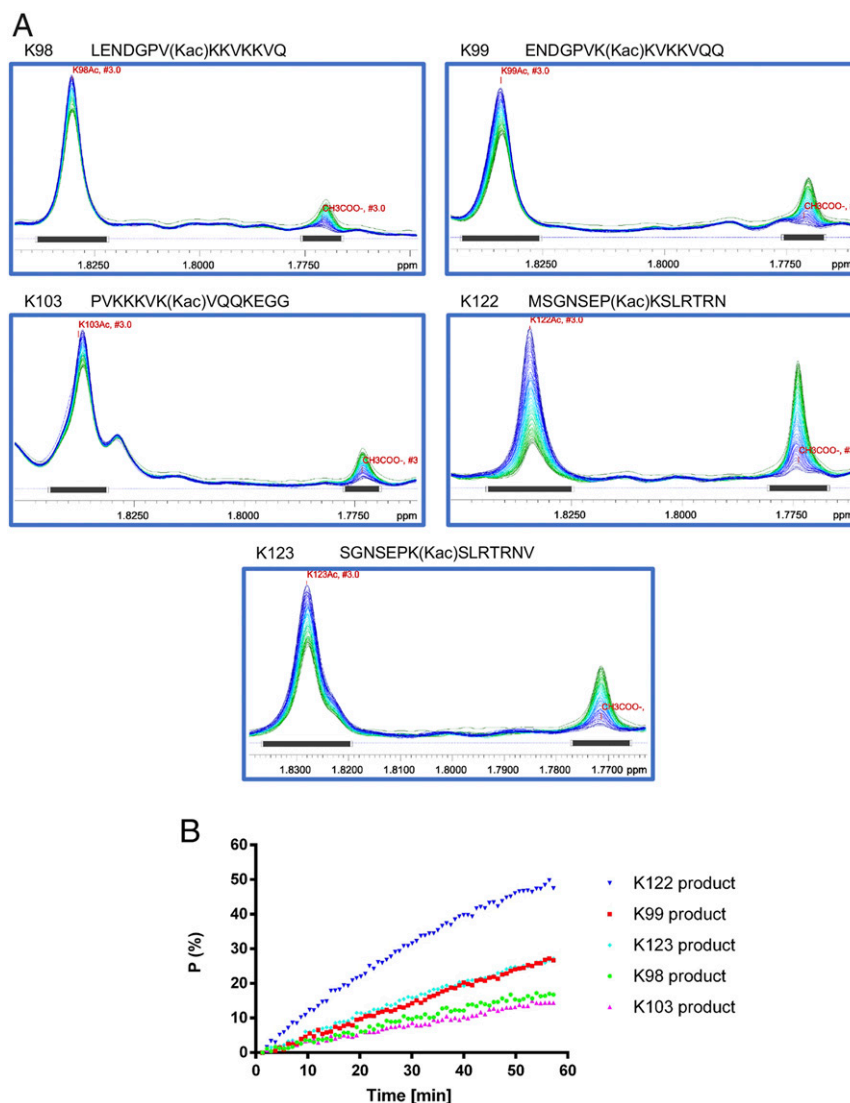 A
K98 LENDGPV(Kac)KKVKKVQ
K98Ac, #3.0
CH3COO-, #3.0
1.8250 1.8000 1.7750 ppm
K99 ENDGPVK(Kac)KVKKVQQ
K99Ac, #3.0
CH3COO-, #
1.8250 1.8000 1.7750 ppm
K103 PVKKKVK(Kac)VQQKEGG
K103Ac, #3.0
CH3COO-, #3
1.8250 1.8000 1.7750 ppm
K122 MSGNSEP(Kac)KSLRTRN
K122Ac, #3.0
CH3COO-, #
1.8250 1.8000 1.7750 ppm
K123 SGNSEPK(Kac)SLRTRNV
K123Ac, #3.0
CH3COO-,
1.8300 1.8200 1.8100 1.8000 1.7900 1.7800 1.7700 ppm
B
P (%)
60
50
40
30
20
10
0
0 10 20 30 40 50 60
Time [min]
K122 product
K99 product
K123 product
K98 product
K103 product